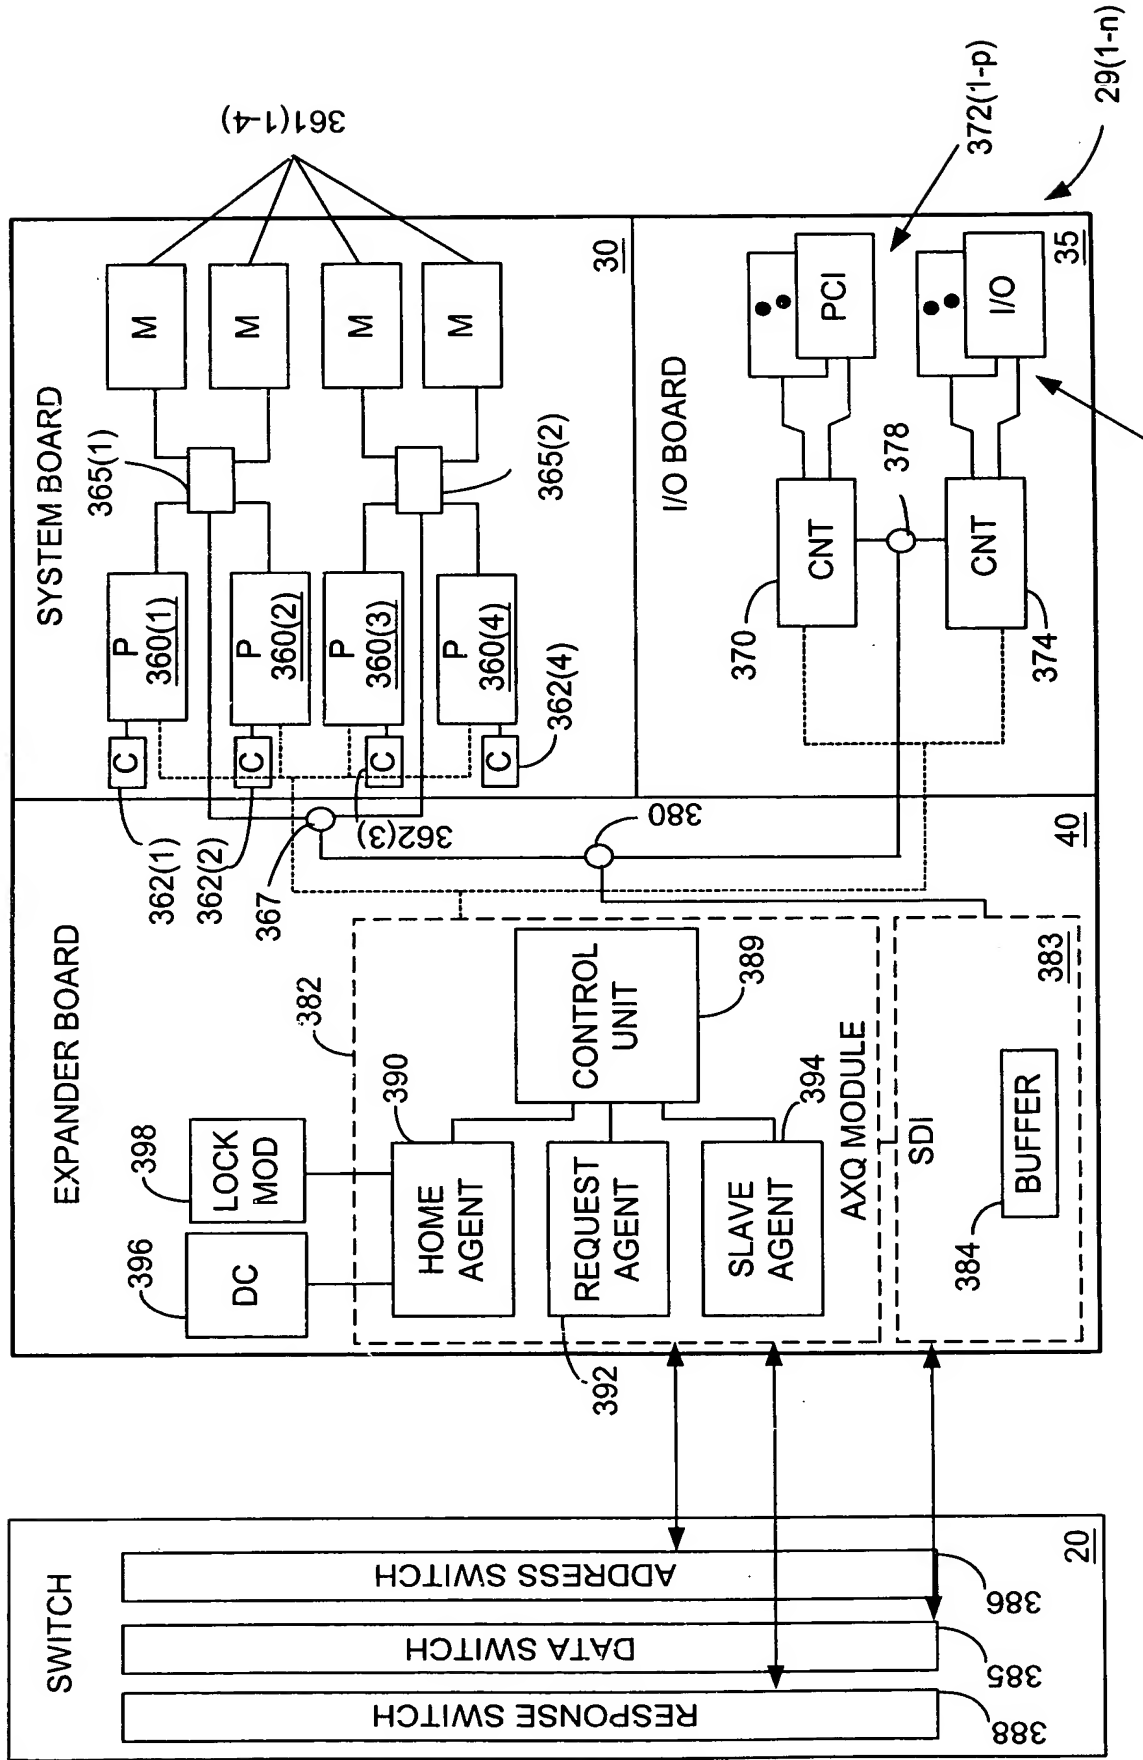 SWITCH
RESPONSE SWITCH
DATA SWITCH
ADDRESS SWITCH
388
385
386
20
EXPANDER BOARD
396
398
DC
LOCK
MOD
382
390
HOME
AGENT
REQUEST
AGENT
392
SLAVE
AGENT
394
CONTROL
UNIT
389
AXQ MODULE
SDI
383
384
BUFFER
40
380
367
362(1)
362(2)
362(3)
362(4)
SYSTEM BOARD
C
C
C
C
P
360(1)
P
360(2)
P
360(3)
P
360(4)
365(1)
365(2)
M
M
M
M
361(1-4)
30
I/O BOARD
370
CNT
378
CNT
374
PCI
I/O
35
372(1-p)
29(1-n)